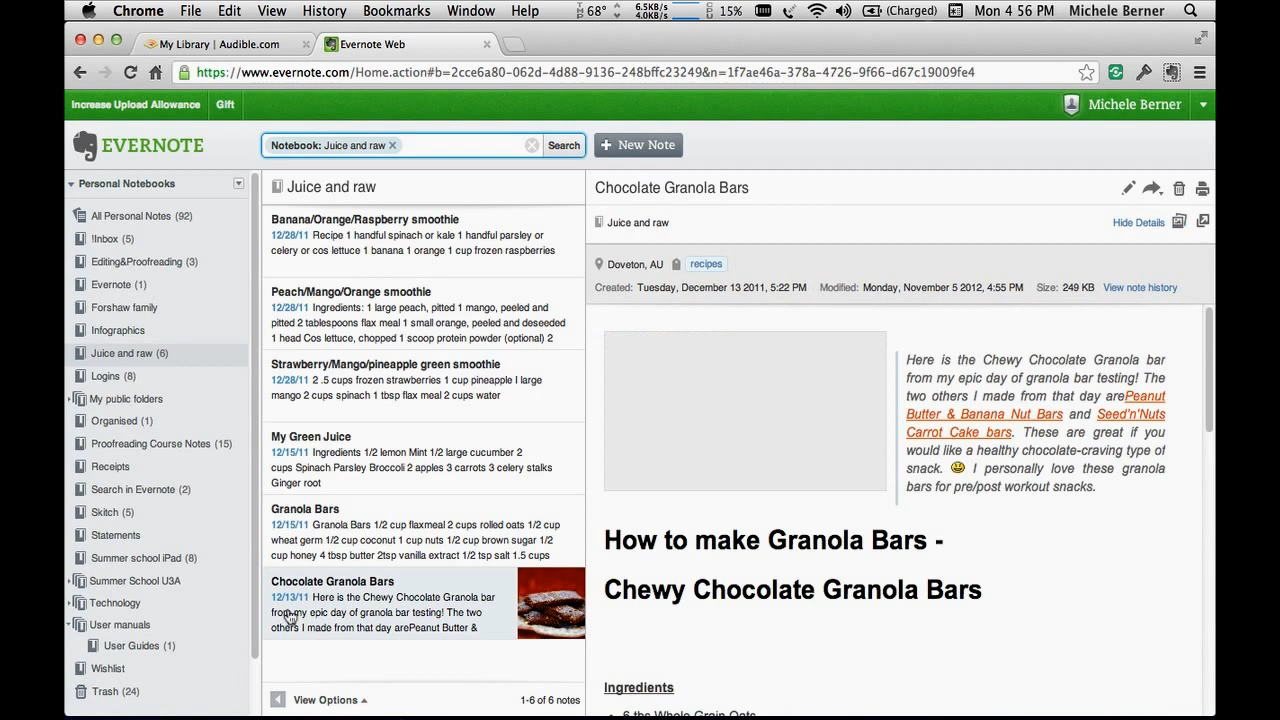 Chrome File Edit View History Bookmarks Window Help 68° 6.5KB/s 4.0KB/s 15% (Charged) Mon 4 56 PM Michele Berner
My Library | Audible.com × Evernote Web ×
https://www.evernote.com/Home.action#b=2cce6a80-062d-4d88-9136-248bffc23249&n=1f7ae46a-378a-4726-9f66-d67c19009fe4
Increase Upload Allowance Gift Michele Berner
EVERNOTE
Notebook: Juice and raw × Search + New Note
Personal Notebooks
All Personal Notes (92)
!Inbox (5)
Editing&Proofreading (3)
Evernote (1)
Forshaw family
Infographics
Juice and raw (6)
Logins (8)
My public folders
Organised (1)
Proofreading Course Notes (15)
Receipts
Search in Evernote (2)
Skitch (5)
Statements
Summer school iPad (8)
Summer School U3A
Technology
User manuals
User Guides (1)
Wishlist
Trash (24)
Juice and raw
Banana/Orange/Raspberry smoothie
12/28/11 Recipe 1 handful spinach or kale 1 handful parsley or
celery or cos lettuce 1 banana 1 orange 1 cup frozen raspberries
Peach/Mango/Orange smoothie
12/28/11 Ingredients: 1 large peach, pitted 1 mango, peeled and
pitted 2 tablespoons flax meal 1 small orange, peeled and deseeded
1 head Cos lettuce, chopped 1 scoop protein powder (optional) 2
Strawberry/Mango/pineapple green smoothie
12/28/11 2 .5 cups frozen strawberries 1 cup pineapple I large
mango 2 cups spinach 1 tbsp flax meal 2 cups water
My Green Juice
12/15/11 Ingredients 1/2 lemon Mint 1/2 large cucumber 2
cups Spinach Parsley Broccoli 2 apples 3 carrots 3 celery stalks
Ginger root
Granola Bars
12/15/11 Granola Bars 1/2 cup flaxmeal 2 cups rolled oats 1/2 cup
wheat germ 1/2 cup coconut 1 cup nuts 1/2 cup brown sugar 1/2
cup honey 4 tbsp butter 2tsp vanilla extract 1/2 tsp salt 1.5 cups
Chocolate Granola Bars
12/13/11 Here is the Chewy Chocolate Granola bar
from my epic day of granola bar testing! The two
others I made from that day arePeanut Butter &
View Options 1-6 of 6 notes
Chocolate Granola Bars
Juice and raw Hide Details
Doveton, AU recipes
Created: Tuesday, December 13 2011, 5:22 PM Modified: Monday, November 5 2012, 4:55 PM Size: 249 KB View note history
Here is the Chewy Chocolate Granola bar
from my epic day of granola bar testing! The
two others I made from that day arePeanut
Butter & Banana Nut Bars and Seed'n'Nuts
Carrot Cake bars. These are great if you
would like a healthy chocolate-craving type of
snack. I personally love these granola
bars for pre/post workout snacks.
How to make Granola Bars -
Chewy Chocolate Granola Bars
Ingredients
6 tbs Whole Grain Oats